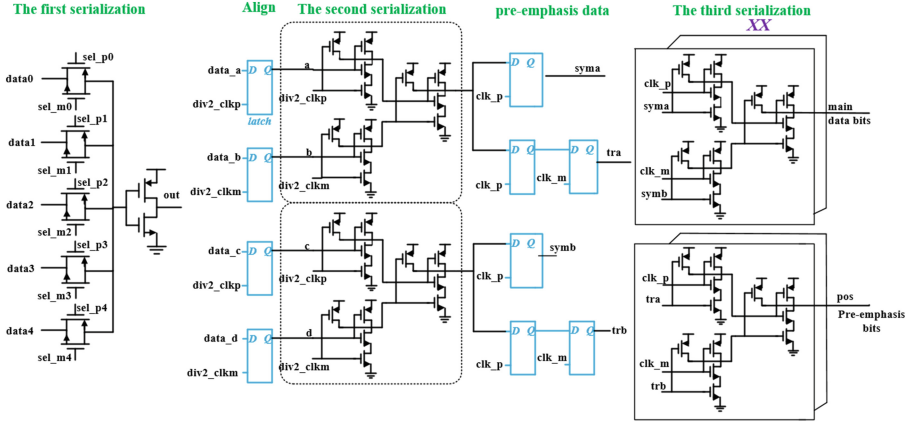 The first serialization
Align
The second serialization
pre-emphasis data
The third serialization
XX
sel_p0
data0
sel_m0
sel_p1
data1
sel_m1
sel_p2
data2
sel_m2
sel_p3
data3
sel_m3
sel_p4
data4
sel_m4
out
data_a
D Q
div2_clkp
latch
data_b
D Q
div2_clkm
data_c
D Q
div2_clkp
data_d
D Q
div2_clkm
a
div2_clkp
b
div2_clkm
c
div2_clkp
d
div2_clkm
D Q
clk_p
syma
D Q
clk_p
D Q
clk_m
tra
D Q
clk_p
symb
D Q
clk_p
D Q
clk_m
trb
clk_p
syma
clk_m
symb
main
data bits
clk_p
tra
clk_m
trb
pos
Pre-emphasis
bits